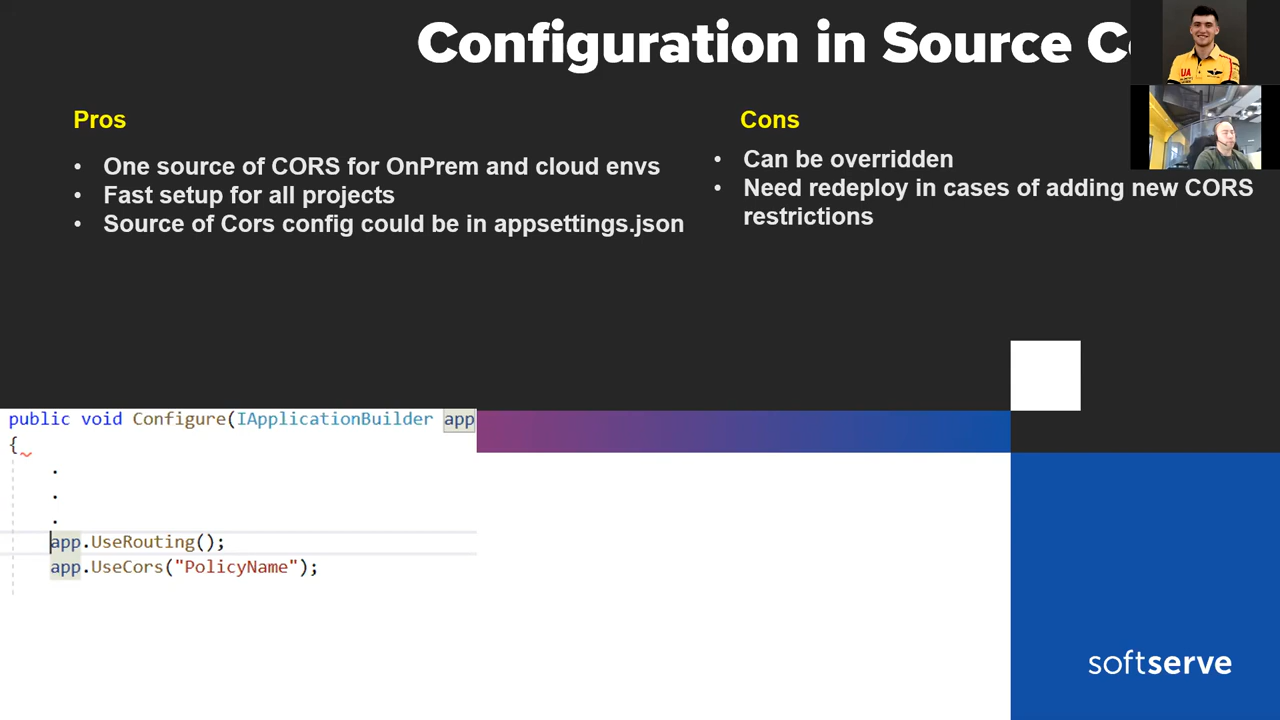 Configuration in Source C
Pros
• One source of CORS for OnPrem and cloud envs
• Fast setup for all projects
• Source of Cors config could be in appsettings.json
Cons
• Can be overridden
• Need redeploy in cases of adding new CORS
restrictions
UA
public void Configure(IApplicationBuilder app
{
.
.
.
app.UseRouting();
app.UseCors("PolicyName");
softserve